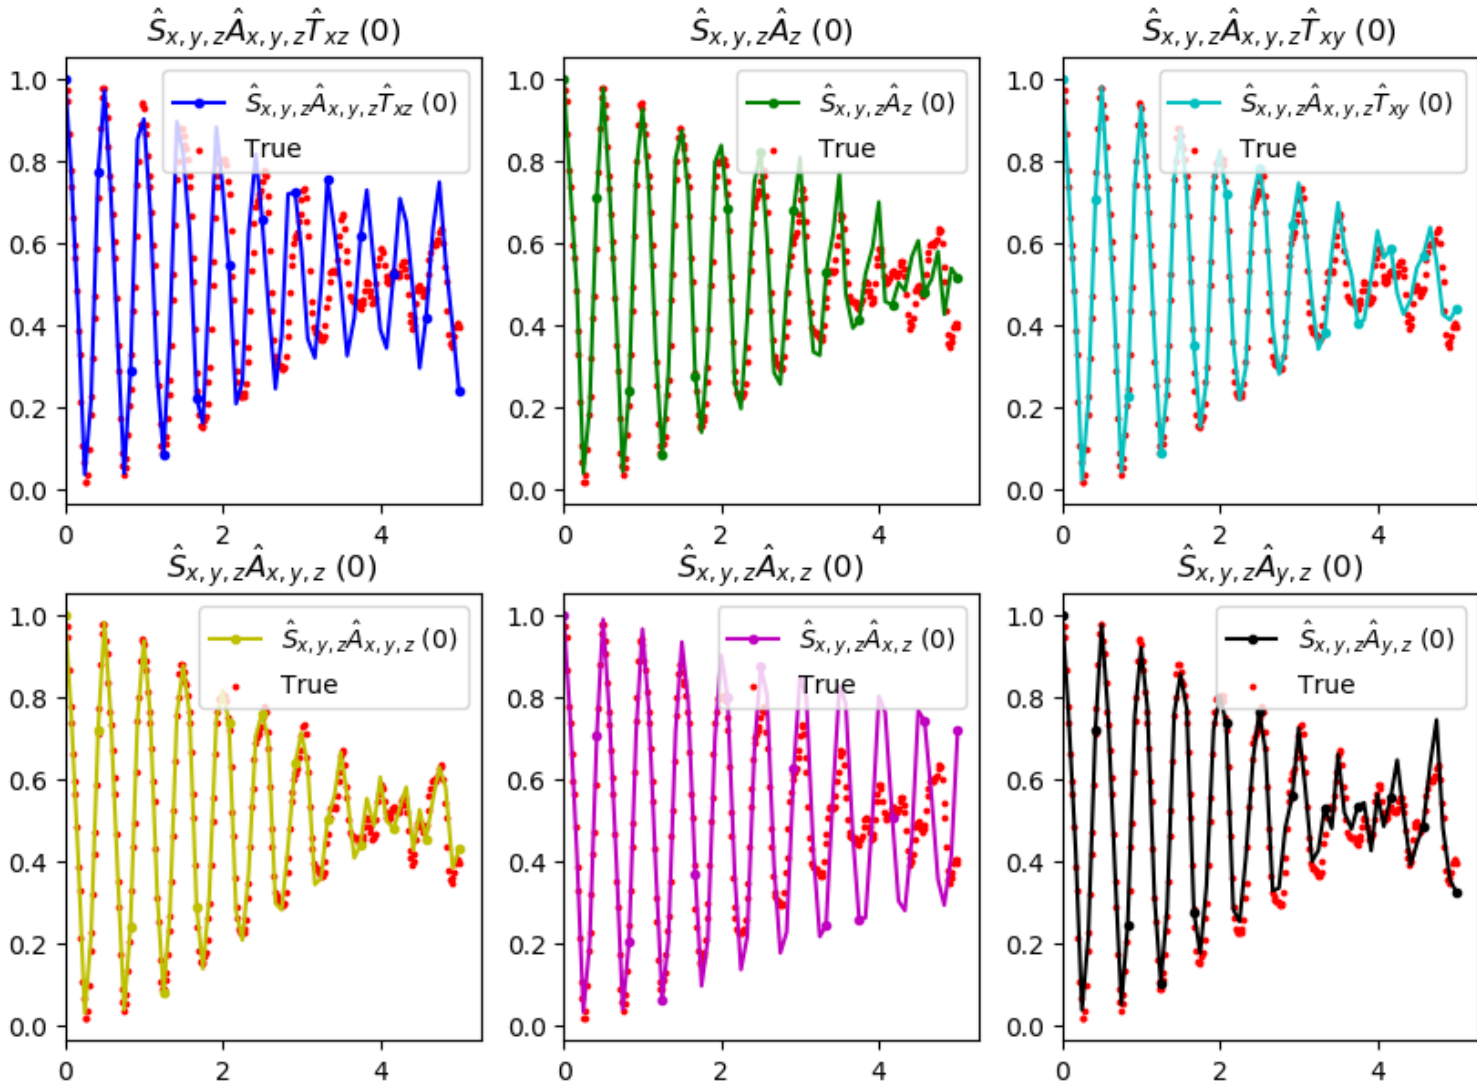 Ŝx,y,zÂx,y,zT̂xz (0)
Ŝx,y,zÂz (0)
Ŝx,y,zÂx,y,zT̂xy (0)
1.0
0.8
0.6
0.4
0.2
0.0
0 2 4
Ŝx,y,zÂx,y,zT̂xz (0)
True
1.0
0.8
0.6
0.4
0.2
0.0
0 2 4
Ŝx,y,zÂz (0)
True
1.0
0.8
0.6
0.4
0.2
0.0
0 2 4
Ŝx,y,zÂx,y,zT̂xy (0)
True
Ŝx,y,zÂx,y,z (0)
Ŝx,y,zÂx,z (0)
Ŝx,y,zÂy,z (0)
1.0
0.8
0.6
0.4
0.2
0.0
0 2 4
Ŝx,y,zÂx,y,z (0)
True
1.0
0.8
0.6
0.4
0.2
0.0
0 2 4
Ŝx,y,zÂx,z (0)
True
1.0
0.8
0.6
0.4
0.2
0.0
0 2 4
Ŝx,y,zÂy,z (0)
True